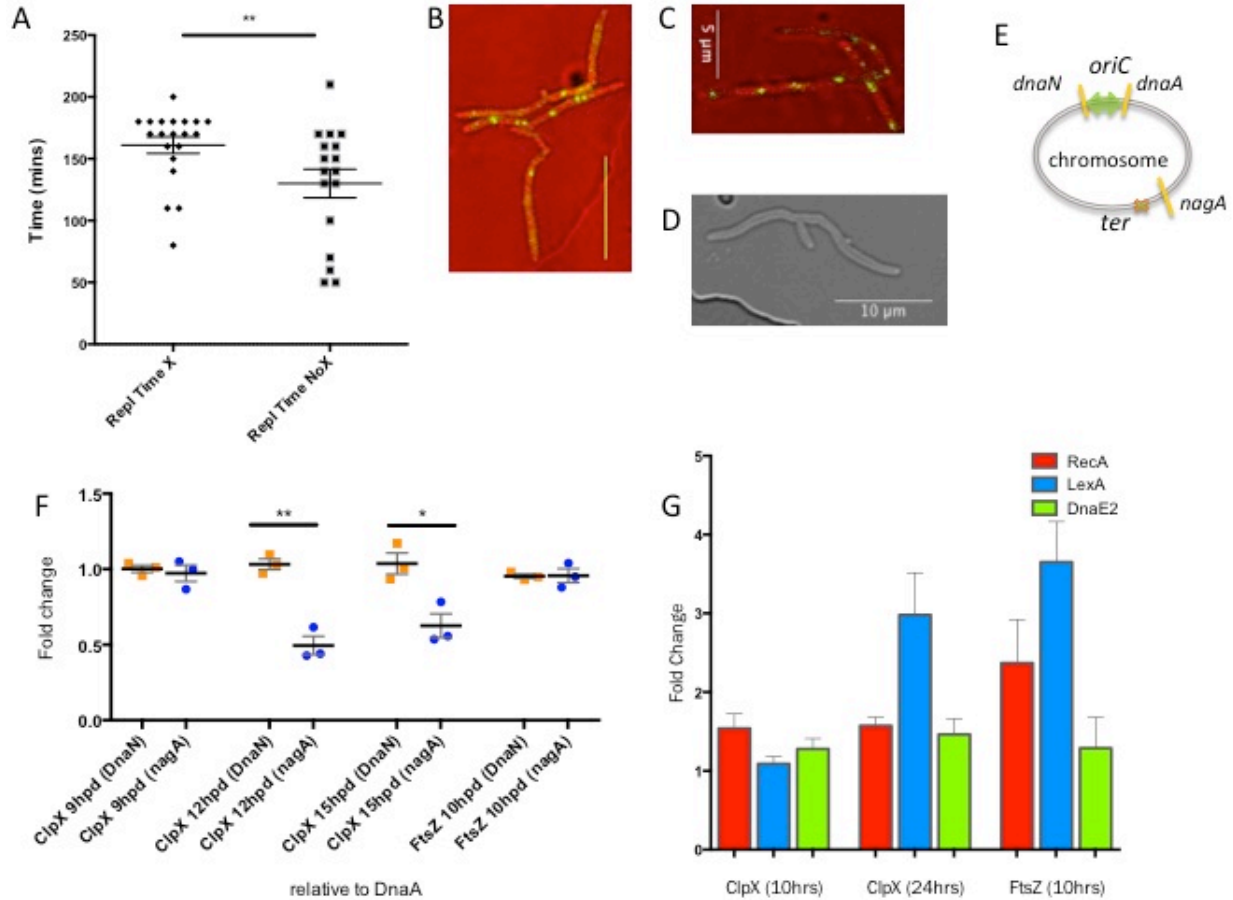 A
**
250
200
150
100
50
0
Time (mins)
Repl Time X
Repl Time NoX
B
C
5 µm
D
10 µm
E
oriC
dnaN
dnaA
chromosome
nagA
ter
F
1.5
1.0
0.5
0.0
Fold change
**
*
ClpX 9hpd (DnaN)
ClpX 9hpd (nagA)
ClpX 12hpd (DnaN)
ClpX 12hpd (nagA)
ClpX 15hpd (DnaN)
ClpX 15hpd (nagA)
FtsZ 10hpd (DnaN)
FtsZ 10hpd (nagA)
relative to DnaA
G
5
4
3
2
1
0
Fold Change
RecA
LexA
DnaE2
ClpX (10hrs)
ClpX (24hrs)
FtsZ (10hrs)